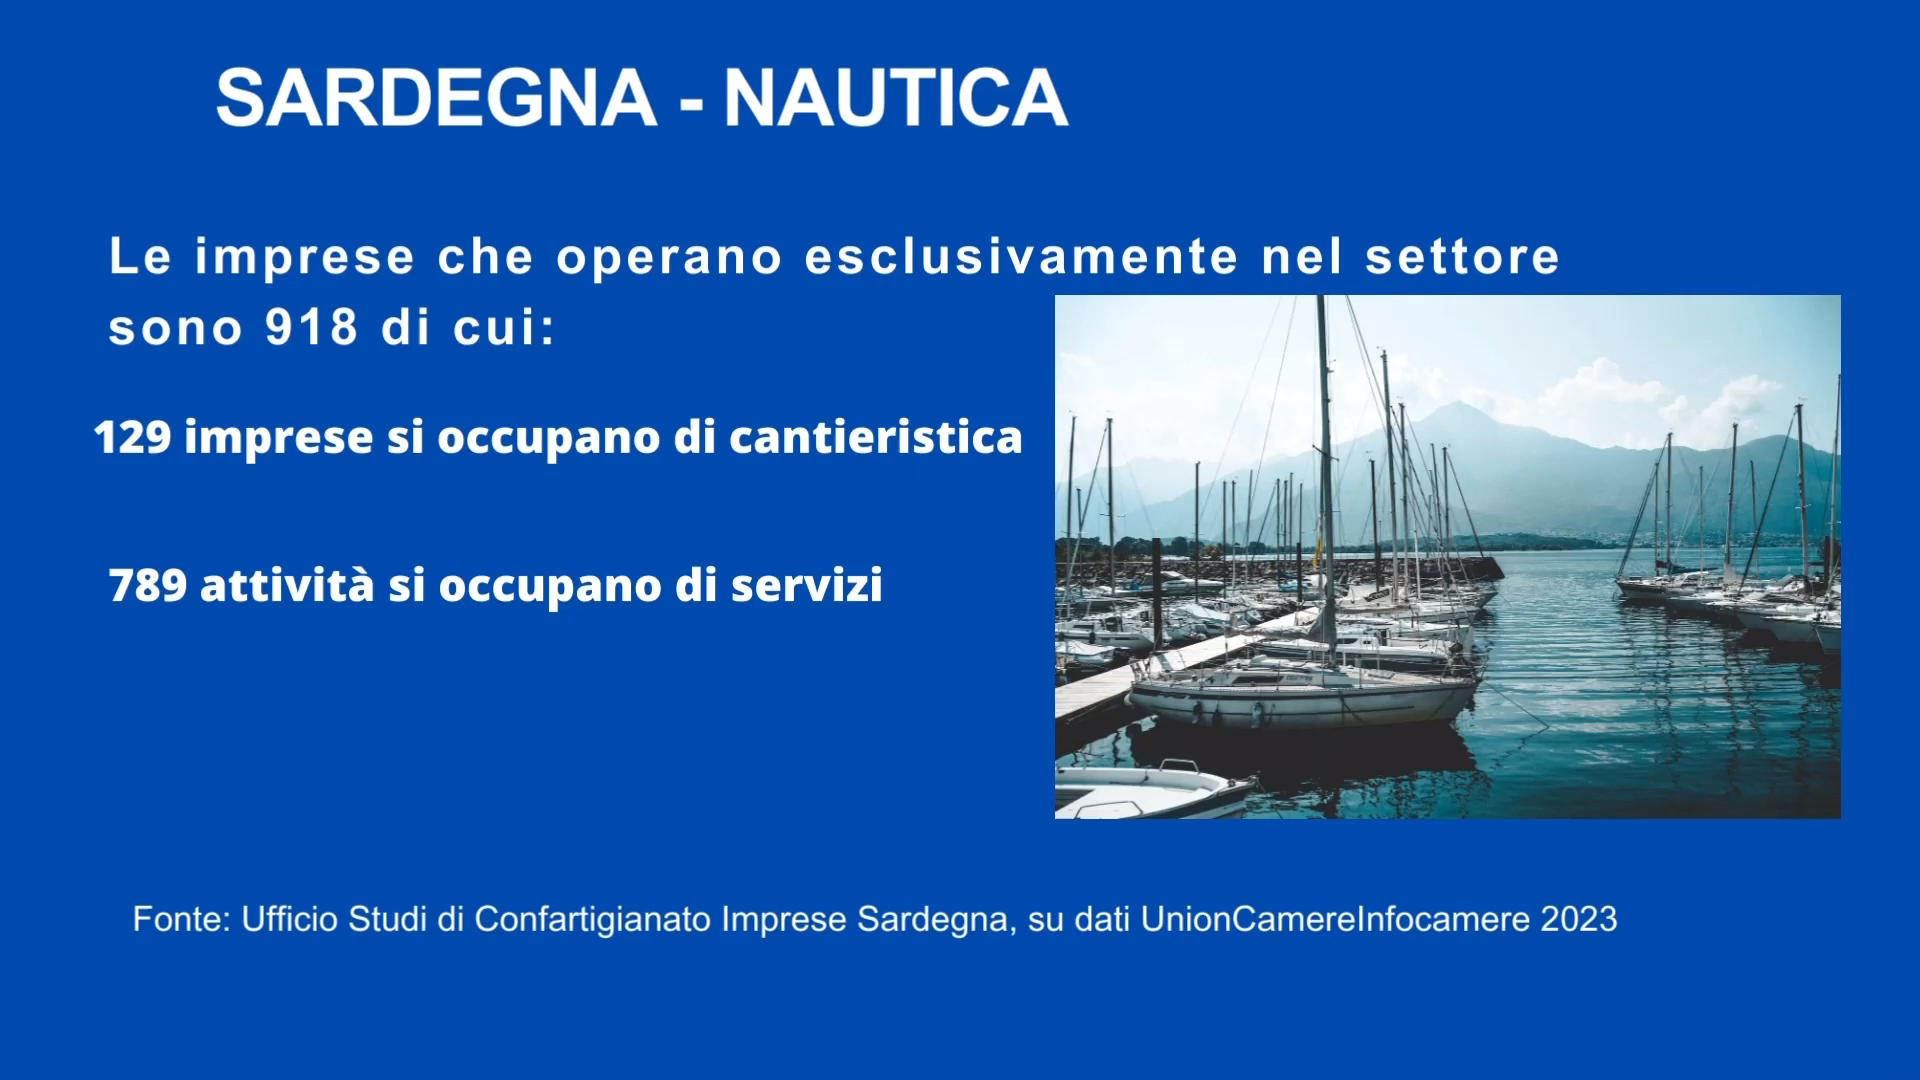 SARDEGNA - NAUTICA
Le imprese che operano esclusivamente nel settore
sono 918 di cui:
129 imprese si occupano di cantieristica
789 attività si occupano di servizi
Fonte: Ufficio Studi di Confartigianato Imprese Sardegna, su dati UnionCamereInfocamere 2023